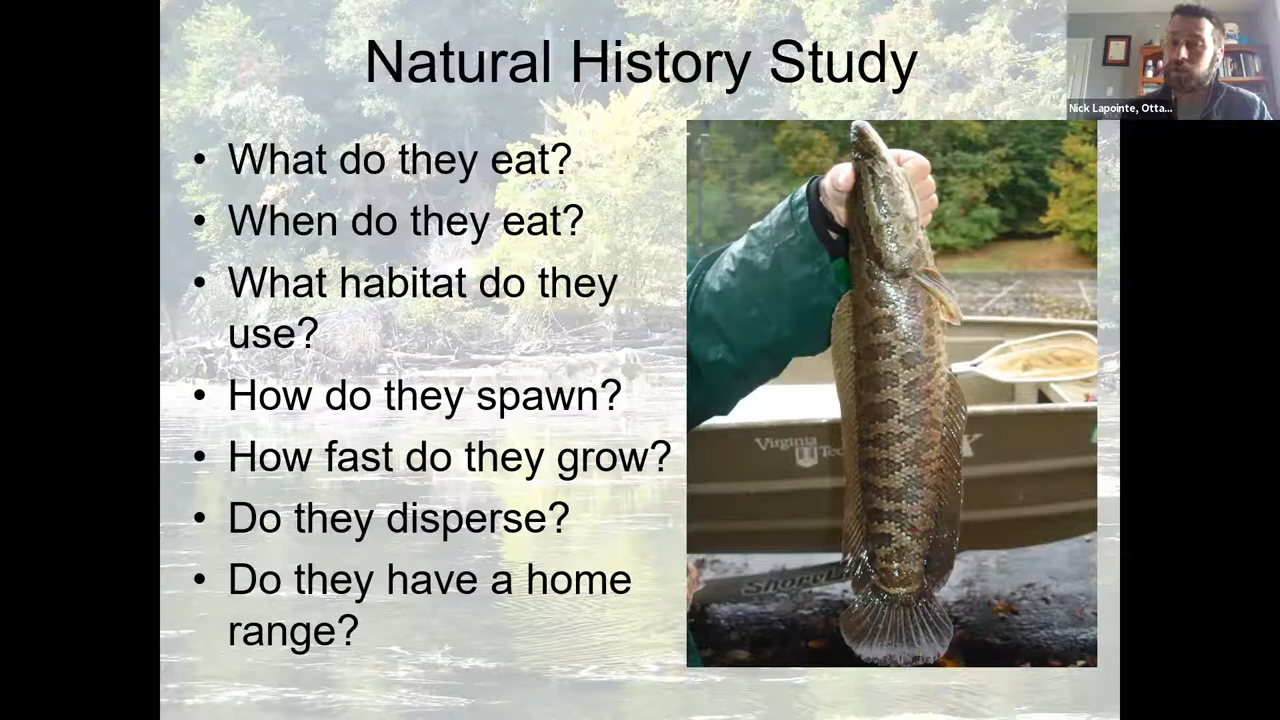 Natural History Study
Nick Lapointe, Otta...
• What do they eat?
• When do they eat?
• What habitat do they
use?
• How do they spawn?
• How fast do they grow?
• Do they disperse?
• Do they have a home
range?
Virginia
Tec
K